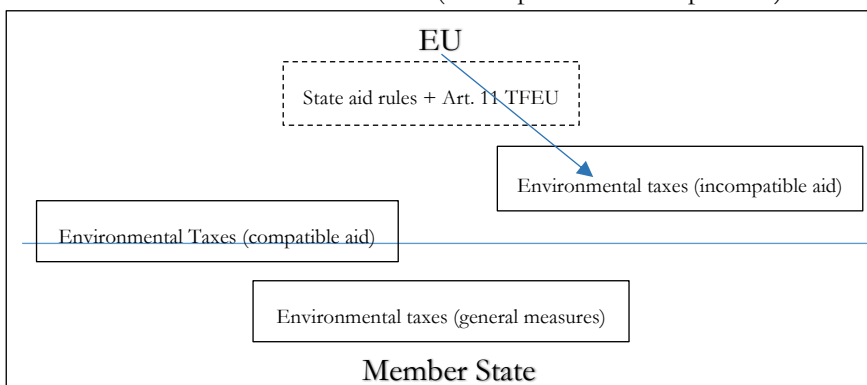 EU
State aid rules + Art. 11 TFEU
Environmental taxes (incompatible aid)
Environmental Taxes (compatible aid)
Environmental taxes (general measures)
Member State